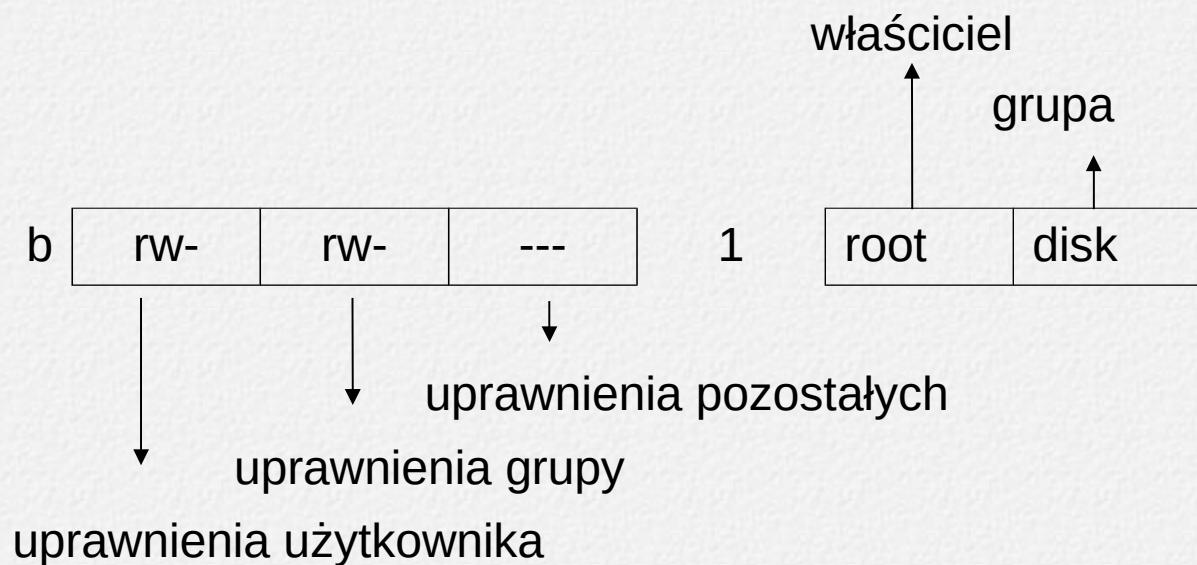 właściciel
grupa
b rw- rw- --- 1 root disk
uprawnienia pozostałych
uprawnienia grupy
uprawnienia użytkownika